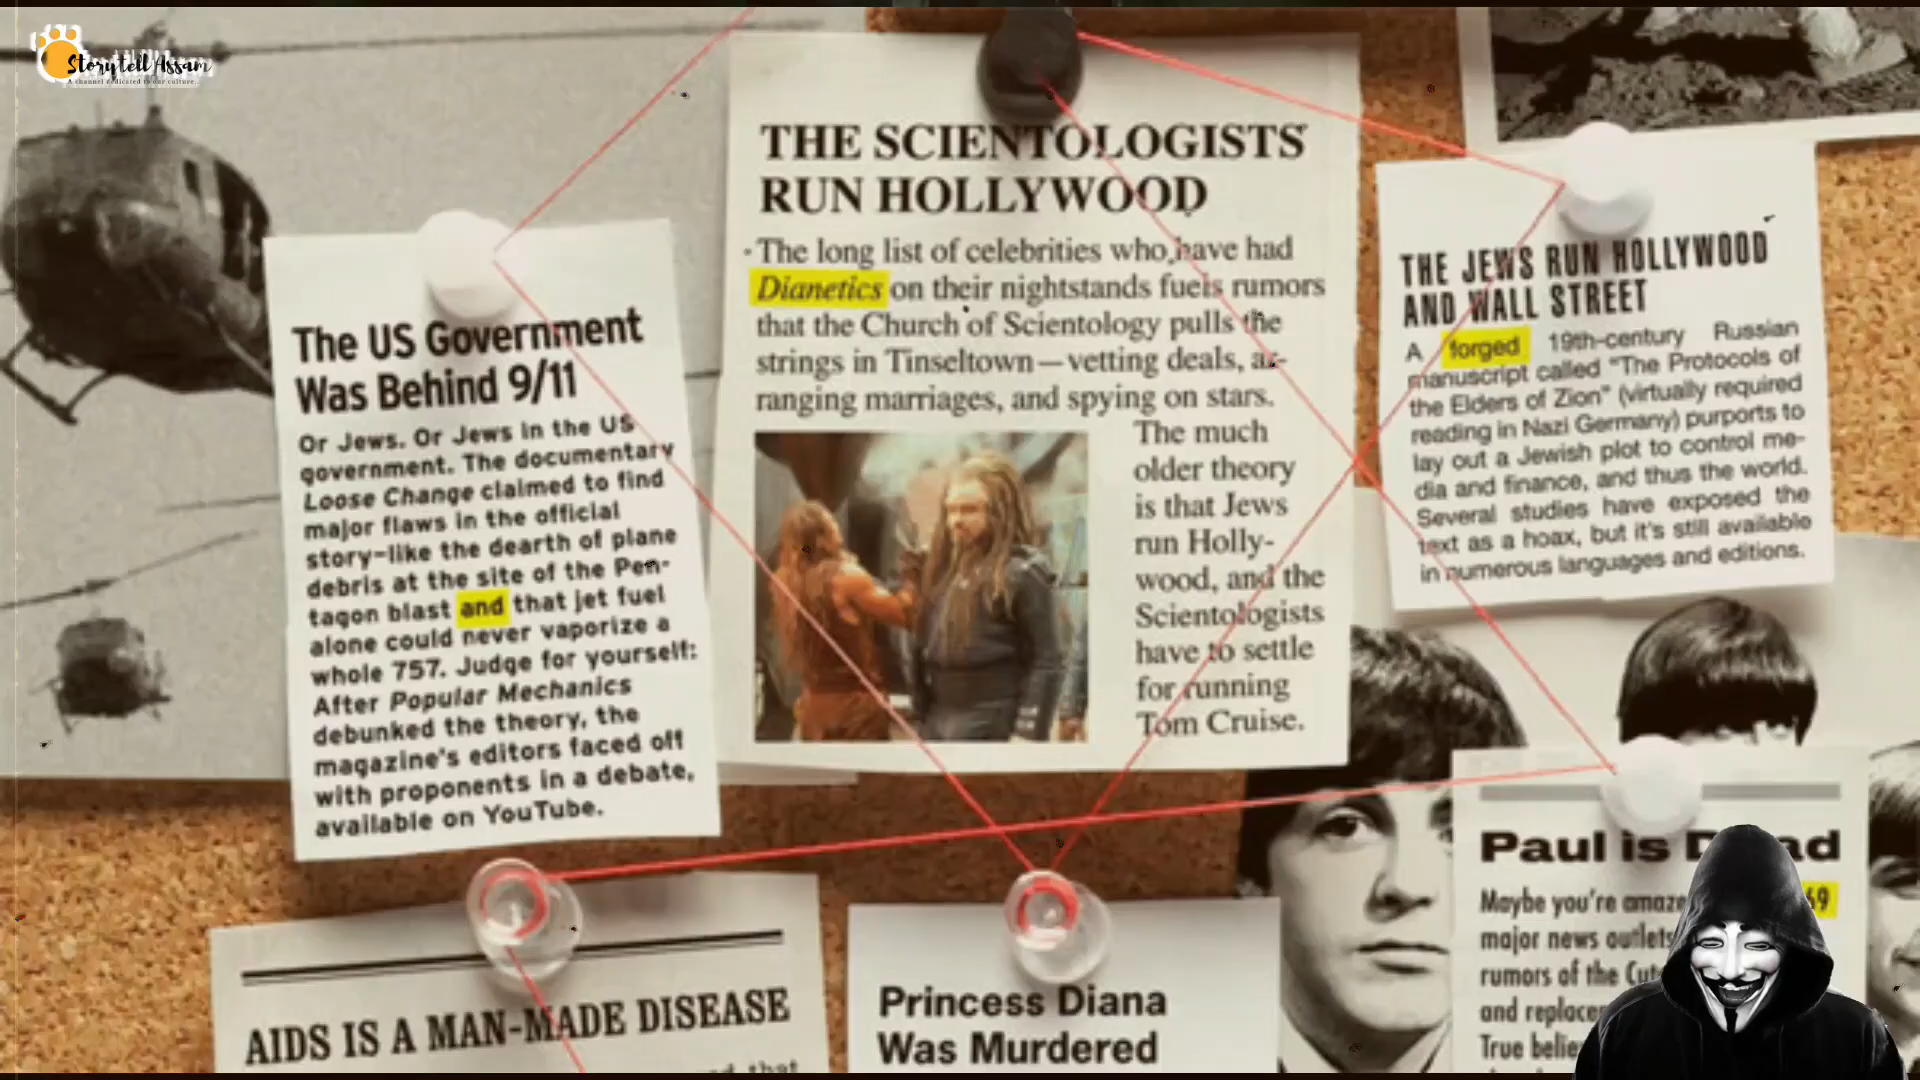 Storytell Assam
A channel dedicated to our culture.
The US Government
Was Behind 9/11
Or Jews. Or Jews in the US
government. The documentary
Loose Change claimed to find
major flaws in the official
story–like the dearth of plane
debris at the site of the Pen-
tagon blast and that jet fuel
alone could never vaporize a
whole 757. Judge for yourself:
After Popular Mechanics
debunked the theory, the
magazine's editors faced off
with proponents in a debate,
available on YouTube.
THE SCIENTOLOGISTS
RUN HOLLYWOOD
The long list of celebrities who have had
Dianetics on their nightstands fuels rumors
that the Church of Scientology pulls the
strings in Tinseltown—vetting deals, ar-
ranging marriages, and spying on stars.
The much
older theory
is that Jews
run Holly-
wood, and the
Scientologists
have to settle
for running
Tom Cruise.
THE JEWS RUN HOLLYWOOD
AND WALL STREET
A forged 19th-century Russian
manuscript called "The Protocols of
the Elders of Zion" (virtually required
reading in Nazi Germany) purports to
lay out a Jewish plot to control me-
dia and finance, and thus the world.
Several studies have exposed the
text as a hoax, but it's still available
in numerous languages and editions.
AIDS IS A MAN-MADE DISEASE
that
Princess Diana
Was Murdered
Paul is Dead
Maybe you're 69
major news outlets
rumors of the
and
True